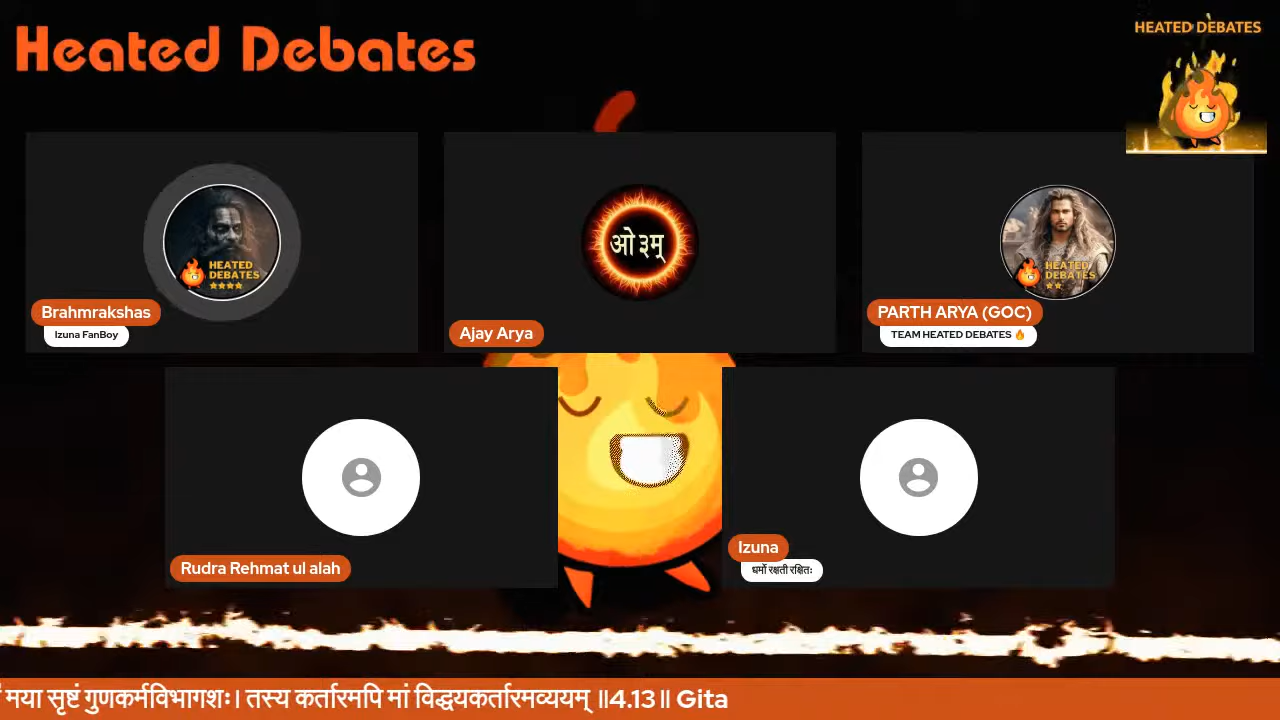 Heated Debates
HEATED DEBATES
HEATED
DEBATES
Brahmrakshas
Izuna FanBoy
ओ३म्
Ajay Arya
HEATED
DEBATES
PARTH ARYA (GOC)
TEAM HEATED DEBATES 🔥
Rudra Rehmat ul alah
Izuna
धर्मो रक्षती रक्षितः
मया सृष्टं गुणकर्मविभागशः। तस्य कर्तारमपि मां विद्धयकर्तारमव्ययम् ॥4.13॥ Gita